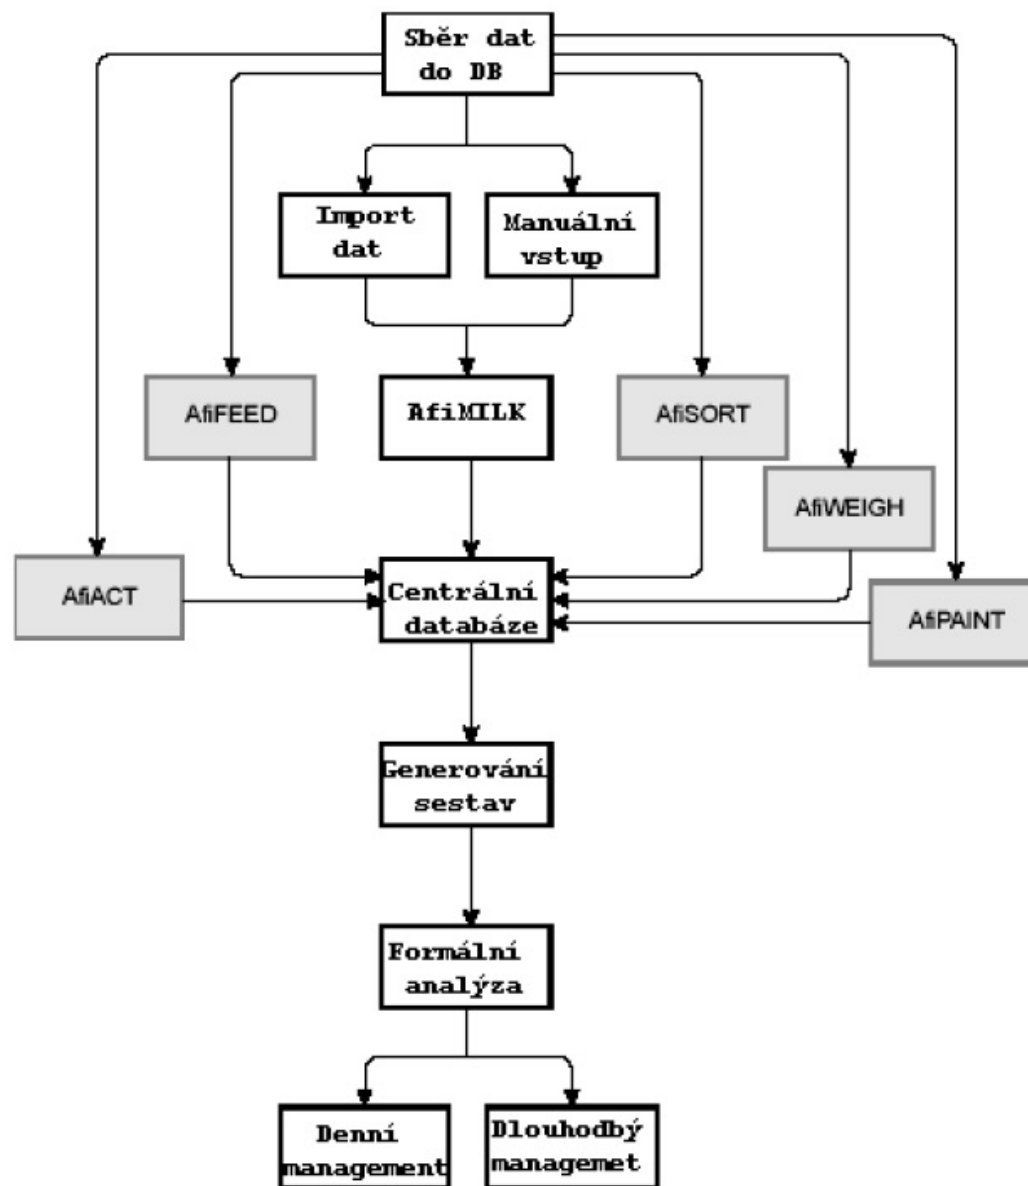 Sběr dat
do DB
Import
dat
Manuální
vstup
AfiFEED
AfiMILK
AfiSORT
AfiWEIGH
AfiACT
Centrální
databáze
AfiPAINT
Generování
sestav
Formální
analýza
Denní
management
Dlouhodbý
managemet